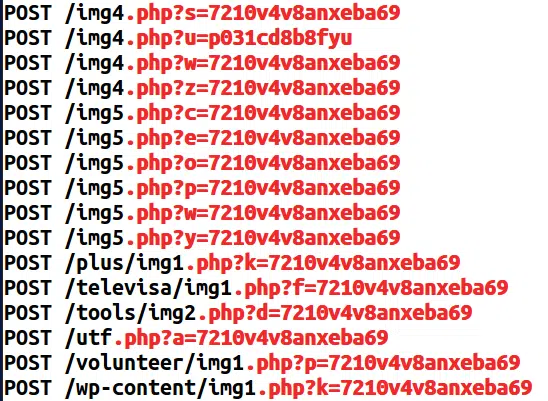 POST /img4.php?s=7210v4v8anxeba69
POST /img4.php?u=p031cd8b8fyu
POST /img4.php?w=7210v4v8anxeba69
POST /img4.php?z=7210v4v8anxeba69
POST /img5.php?c=7210v4v8anxeba69
POST /img5.php?e=7210v4v8anxeba69
POST /img5.php?o=7210v4v8anxeba69
POST /img5.php?p=7210v4v8anxeba69
POST /img5.php?w=7210v4v8anxeba69
POST /img5.php?y=7210v4v8anxeba69
POST /plus/img1.php?k=7210v4v8anxeba69
POST /televisa/img1.php?f=7210v4v8anxeba69
POST /tools/img2.php?d=7210v4v8anxeba69
POST /utf.php?a=7210v4v8anxeba69
POST /volunteer/img1.php?p=7210v4v8anxeba69
POST /wp-content/img1.php?k=7210v4v8anxeba69